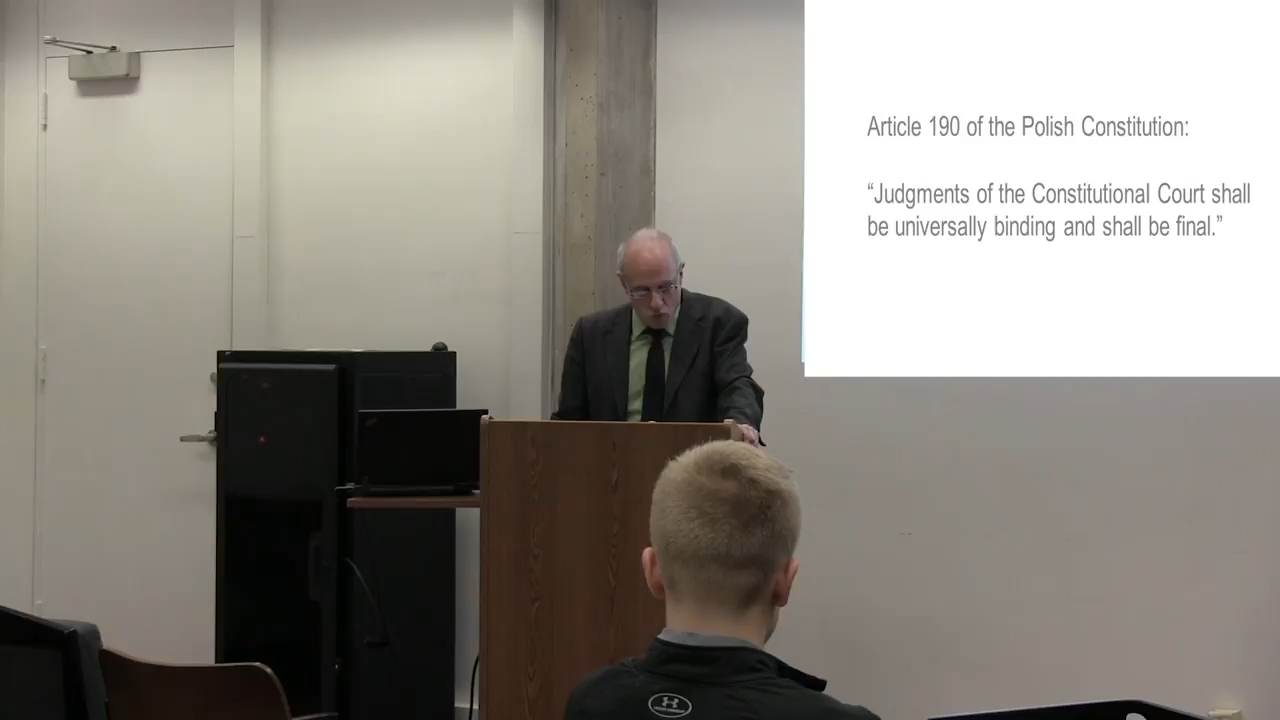 Article 190 of the Polish Constitution:
“Judgments of the Constitutional Court shall
be universally binding and shall be final.”